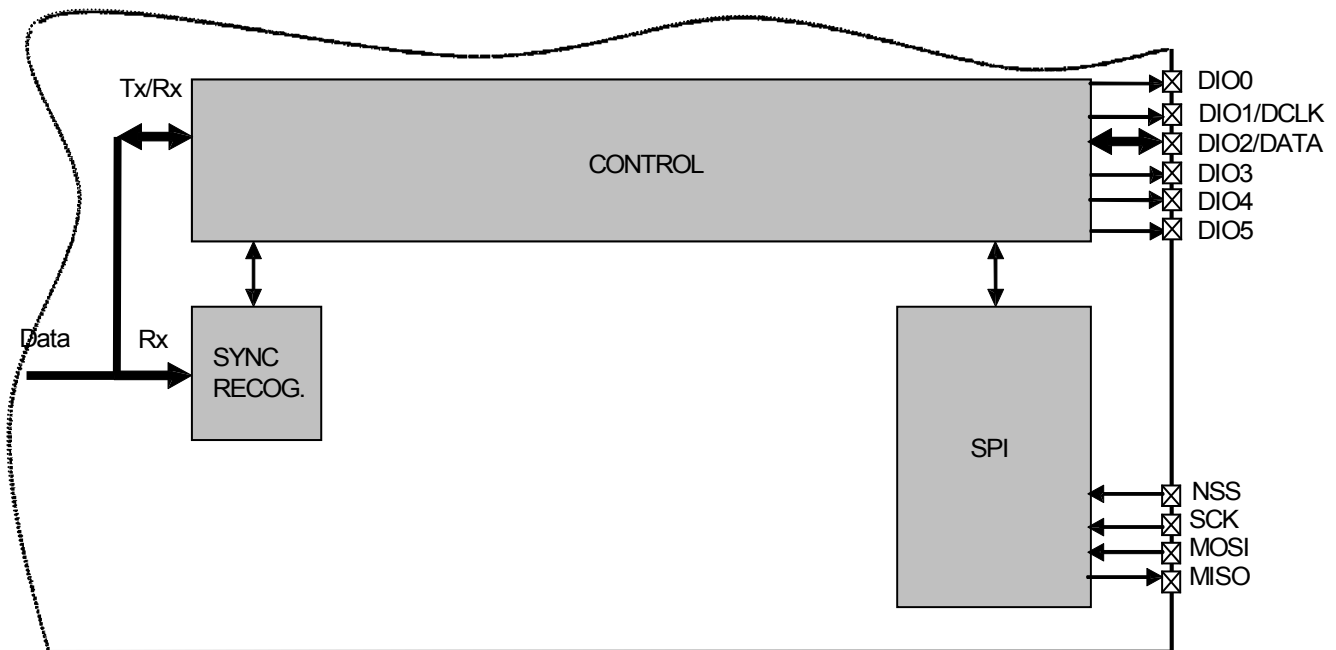 Tx/Rx
CONTROL
DIO0
DIO1/DCLK
DIO2/DATA
DIO3
DIO4
DIO5
Data
Rx
SYNC
RECOG.
SPI
NSS
SCK
MOSI
MISO